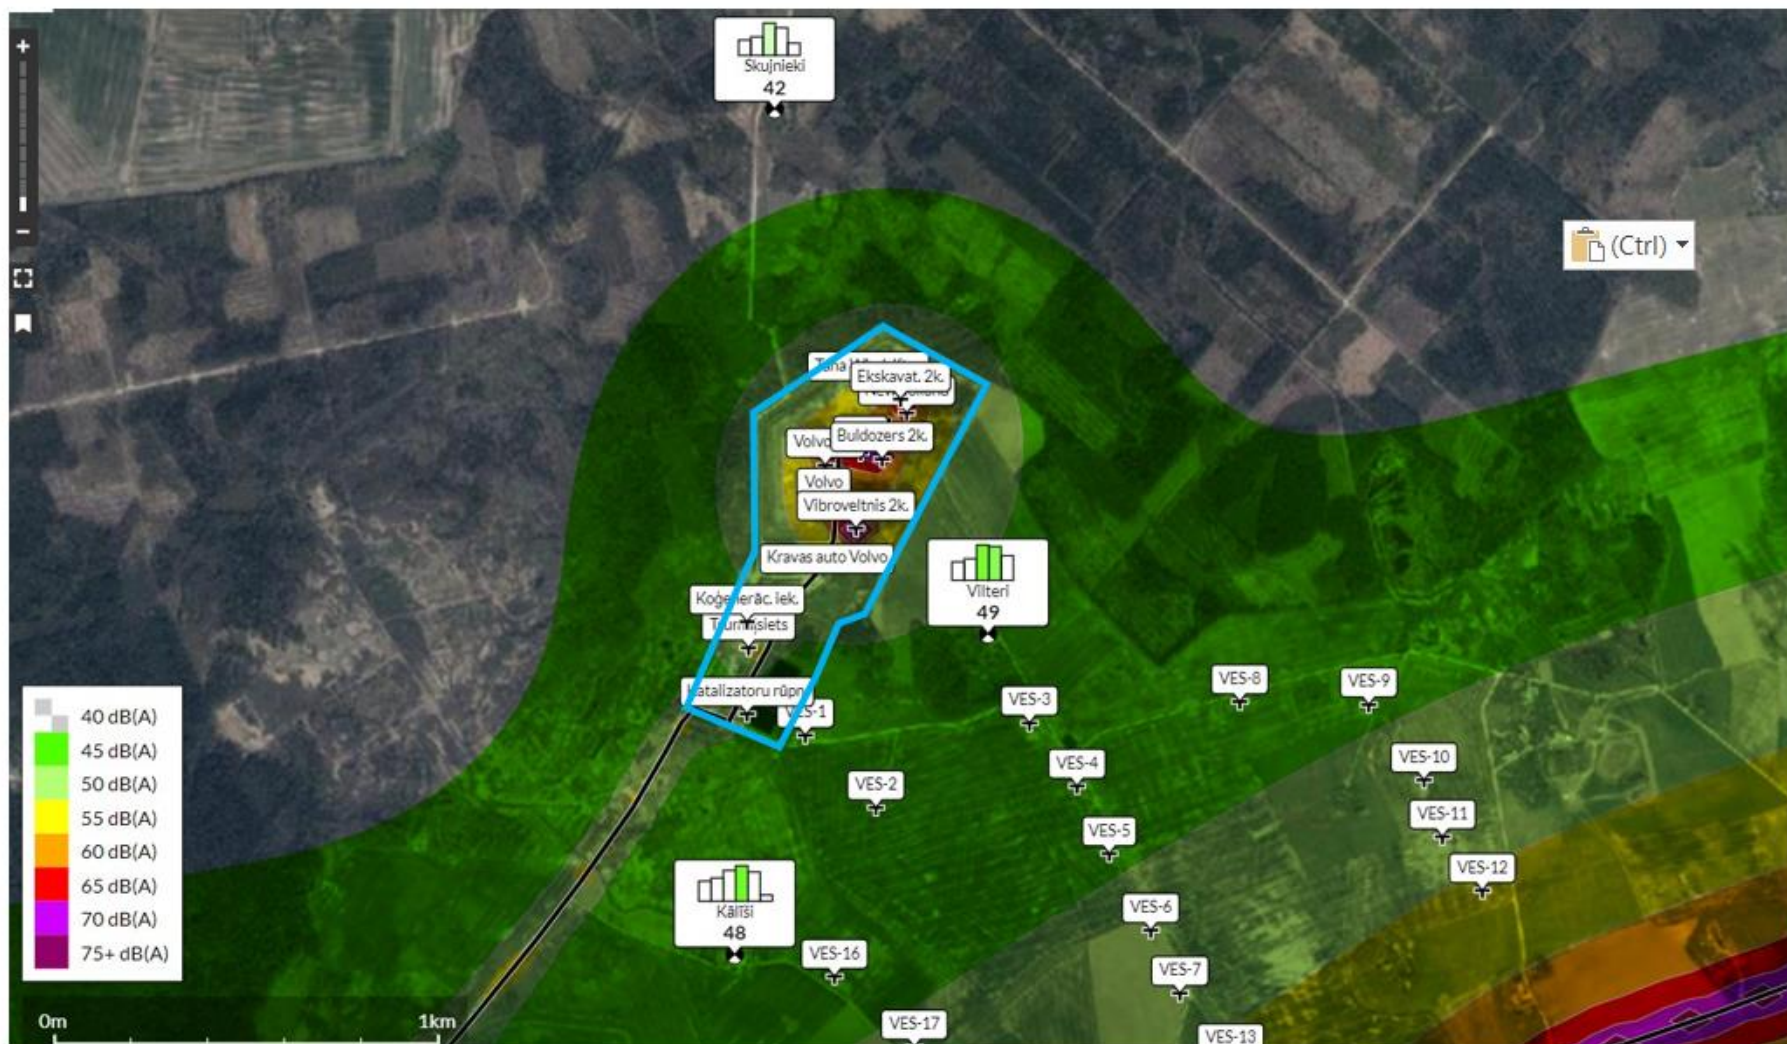 Skujnieki
42
(Ctrl)
Ekskavat. 2k.
Volvo
Buldozers 2k.
Volvo
Vibroveltnis 2k.
Kravas auto Volvo
Vilteri
49
Koģenerāc. iek.
Katalizatoru rūpn
VES-1
VES-3
VES-8
VES-9
VES-2
VES-4
VES-10
VES-5
VES-11
VES-12
Kālīši
48
VES-6
VES-16
VES-7
VES-17
VES-13
40 dB(A)
45 dB(A)
50 dB(A)
55 dB(A)
60 dB(A)
65 dB(A)
70 dB(A)
75+ dB(A)
0m
1km